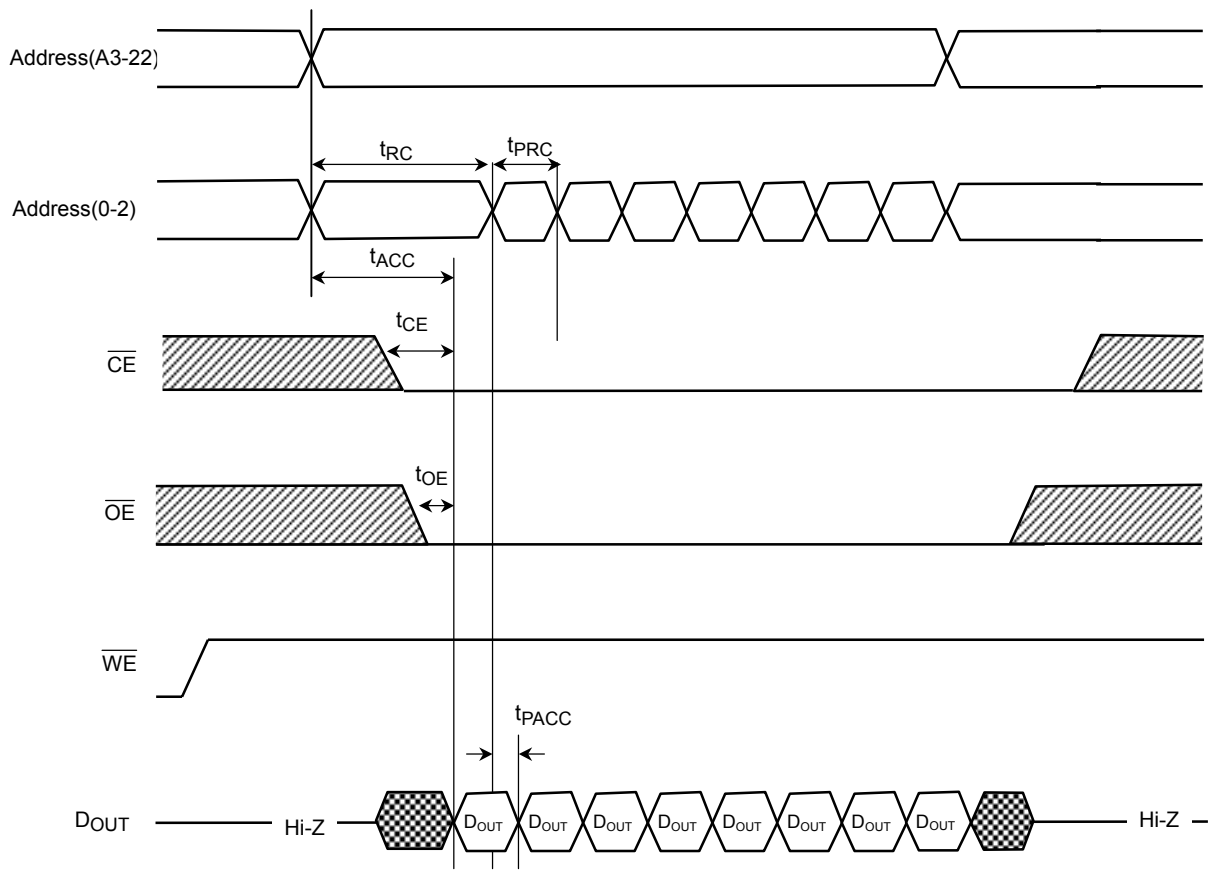 Address(A3-22)
tRC
tPRC
Address(0-2)
tACC
tCE
CE
tOE
OE
WE
tPACC
DOUT
Hi-Z
DOUT DOUT DOUT DOUT DOUT DOUT DOUT DOUT
Hi-Z